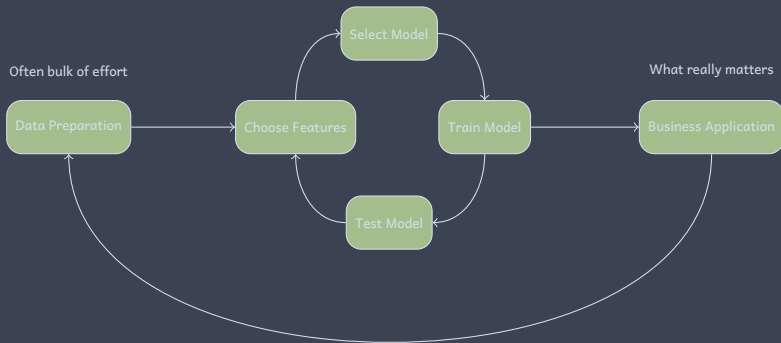 Select Model
Often bulk of effort
What really matters
Data Preparation
Choose Features
Train Model
Business Application
Test Model